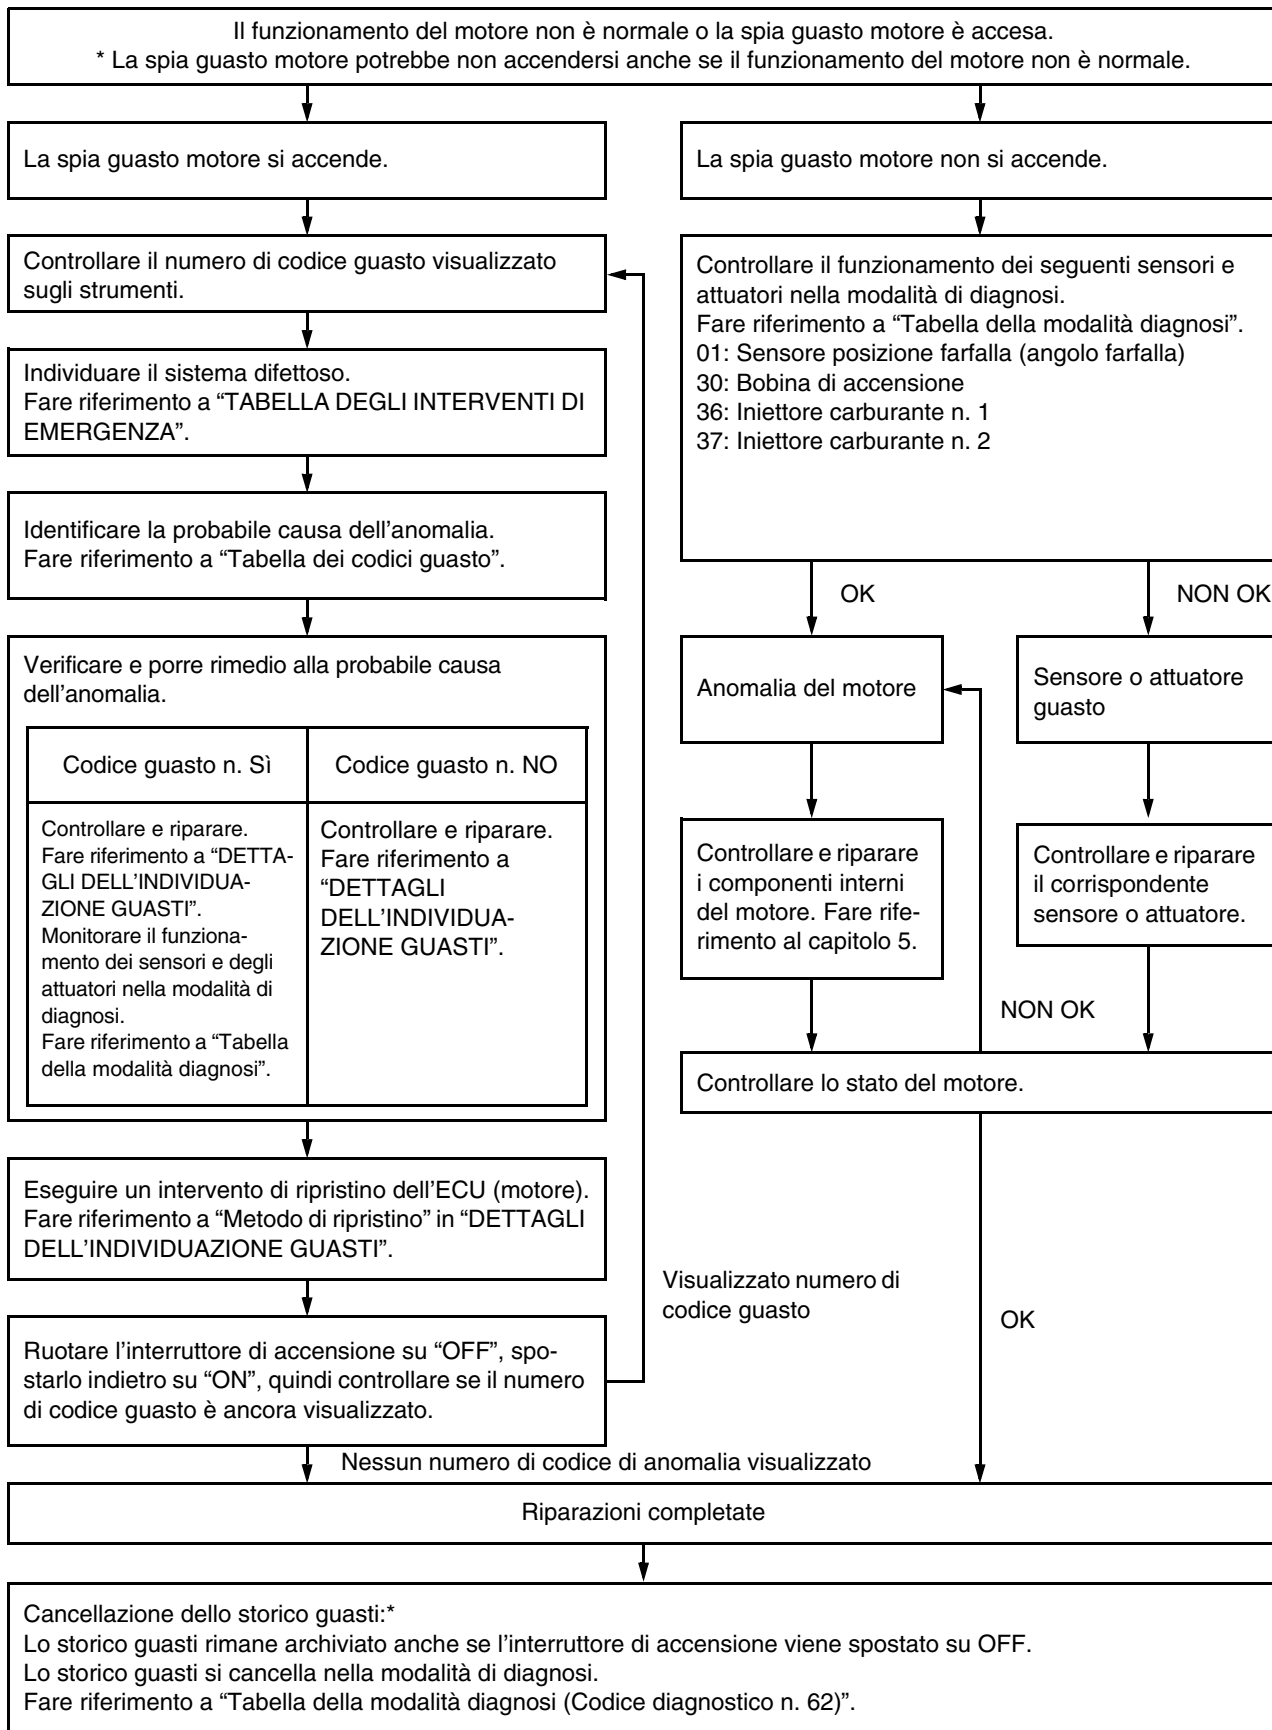 Il funzionamento del motore non è normale o la spia guasto motore è accesa.
* La spia guasto motore potrebbe non accendersi anche se il funzionamento del motore non è normale.
La spia guasto motore si accende.
Controllare il numero di codice guasto visualizzato
sugli strumenti.
Individuare il sistema difettoso.
Fare riferimento a “TABELLA DEGLI INTERVENTI DI
EMERGENZA”.
Identificare la probabile causa dell’anomalia.
Fare riferimento a “Tabella dei codici guasto”.
Verificare e porre rimedio alla probabile causa
dell’anomalia.
Codice guasto n. Sì
Controllare e riparare.
Fare riferimento a “DETTA-
GLI DELL’INDIVIDUA-
ZIONE GUASTI”.
Monitorare il funziona-
mento dei sensori e degli
attuatori nella modalità di
diagnosi.
Fare riferimento a “Tabella
della modalità diagnosi”.
Codice guasto n. NO
Controllare e riparare.
Fare riferimento a
“DETTAGLI
DELL’INDIVIDUA-
ZIONE GUASTI”.
Eseguire un intervento di ripristino dell’ECU (motore).
Fare riferimento a “Metodo di ripristino” in “DETTAGLI
DELL’INDIVIDUAZIONE GUASTI”.
Ruotare l’interruttore di accensione su “OFF”, spo-
starlo indietro su “ON”, quindi controllare se il numero
di codice guasto è ancora visualizzato.
Visualizzato numero di
codice guasto
Nessun numero di codice di anomalia visualizzato
La spia guasto motore non si accende.
Controllare il funzionamento dei seguenti sensori e
attuatori nella modalità di diagnosi.
Fare riferimento a “Tabella della modalità diagnosi”.
01: Sensore posizione farfalla (angolo farfalla)
30: Bobina di accensione
36: Iniettore carburante n. 1
37: Iniettore carburante n. 2
OK
NON OK
Anomalia del motore
Sensore o attuatore
guasto
Controllare e riparare
i componenti interni
del motore. Fare rife-
rimento al capitolo 5.
Controllare e riparare
il corrispondente
sensore o attuatore.
NON OK
Controllare lo stato del motore.
OK
Riparazioni completate
Cancellazione dello storico guasti:*
Lo storico guasti rimane archiviato anche se l’interruttore di accensione viene spostato su OFF.
Lo storico guasti si cancella nella modalità di diagnosi.
Fare riferimento a “Tabella della modalità diagnosi (Codice diagnostico n. 62)”.